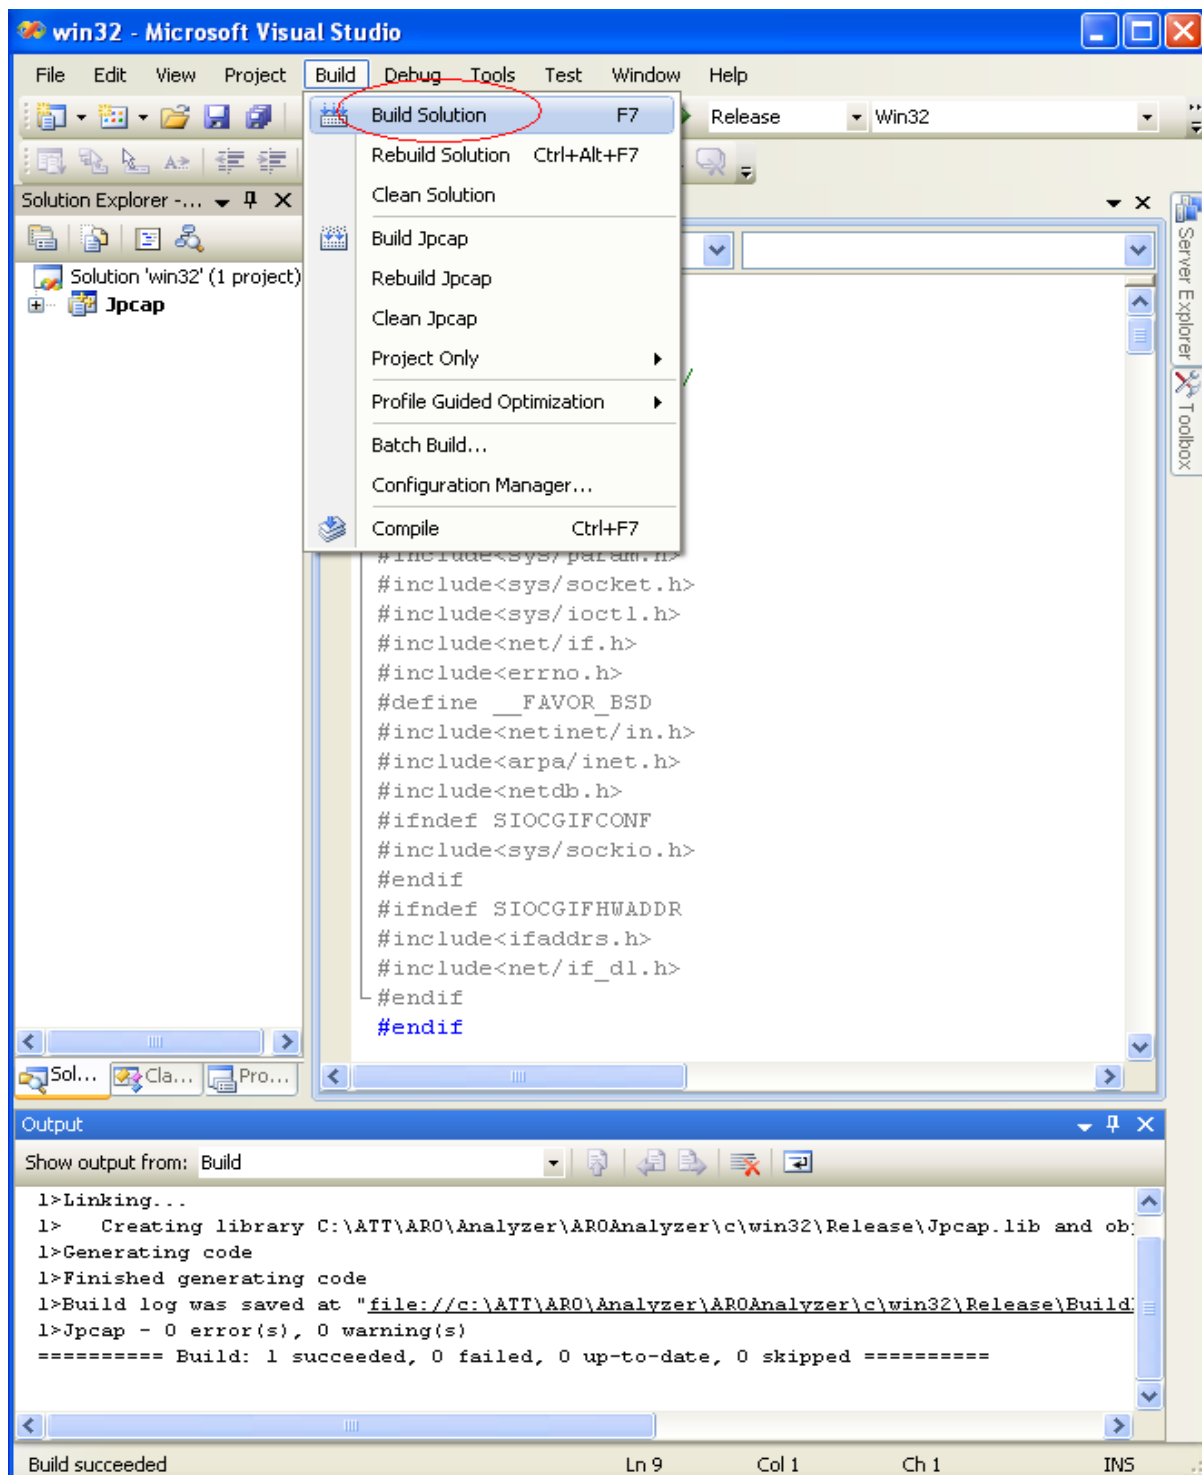 win32 - Microsoft Visual Studio
File Edit View Project Build Debug Tools Test Window Help
Build Solution F7
Release Win32
Rebuild Solution Ctrl+Alt+F7
Solution Explorer -...
Clean Solution
Build Jpcap
Solution 'win32' (1 project)
Rebuild Jpcap
Jpcap
Clean Jpcap
Project Only
Profile Guided Optimization
Batch Build...
Configuration Manager...
Compile Ctrl+F7
Server Explorer
Toolbox
#include<sys/param.h>
#include<sys/socket.h>
#include<sys/ioctl.h>
#include<net/if.h>
#include<errno.h>
#define __FAVOR_BSD
#include<netinet/in.h>
#include<arpa/inet.h>
#include<netdb.h>
#ifndef SIOCGIFCONF
#include<sys/sockio.h>
#endif
#ifndef SIOCGIFHWADDR
#include<ifaddrs.h>
#include<net/if_dl.h>
#endif
#endif
Sol... Cla... Pro...
Output
Show output from: Build
1>Linking...
1> Creating library C:\ATT\ARO\Analyzer\AROAnalyzer\c\win32\Release\Jpcap.lib and obj
1>Generating code
1>Finished generating code
1>Build log was saved at "file://c:\ATT\ARO\Analyzer\AROAnalyzer\c\win32\Release\Build
1>Jpcap - 0 error(s), 0 warning(s)
========== Build: 1 succeeded, 0 failed, 0 up-to-date, 0 skipped ==========
Build succeeded Ln 9 Col 1 Ch 1 INS